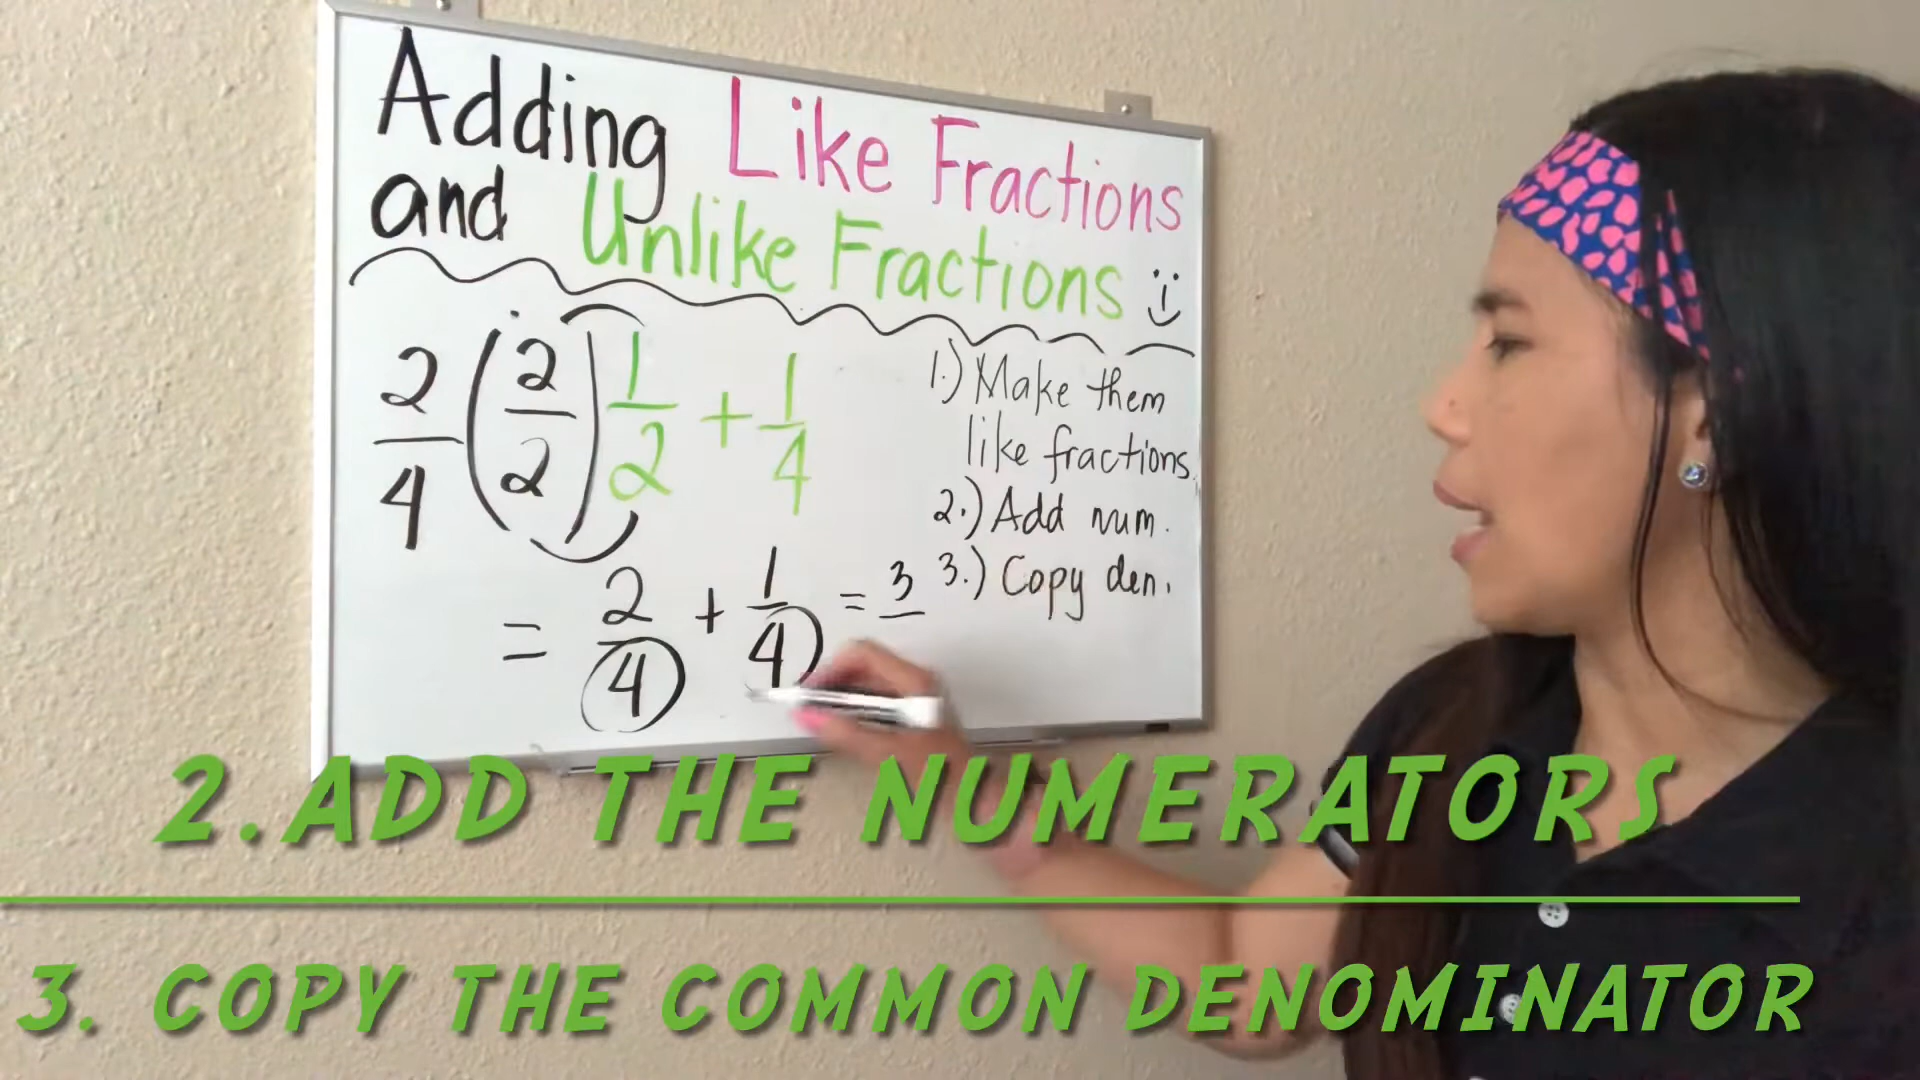 Adding Like Fractions
and Unlike Fractions
2/4 (2/2) 1/2 + 1/4
= 2/4 + 1/4 = 3
1.) Make them
like fractions.
2.) Add num.
3.) Copy den.
2. ADD THE NUMERATORS
3. COPY THE COMMON DENOMINATOR